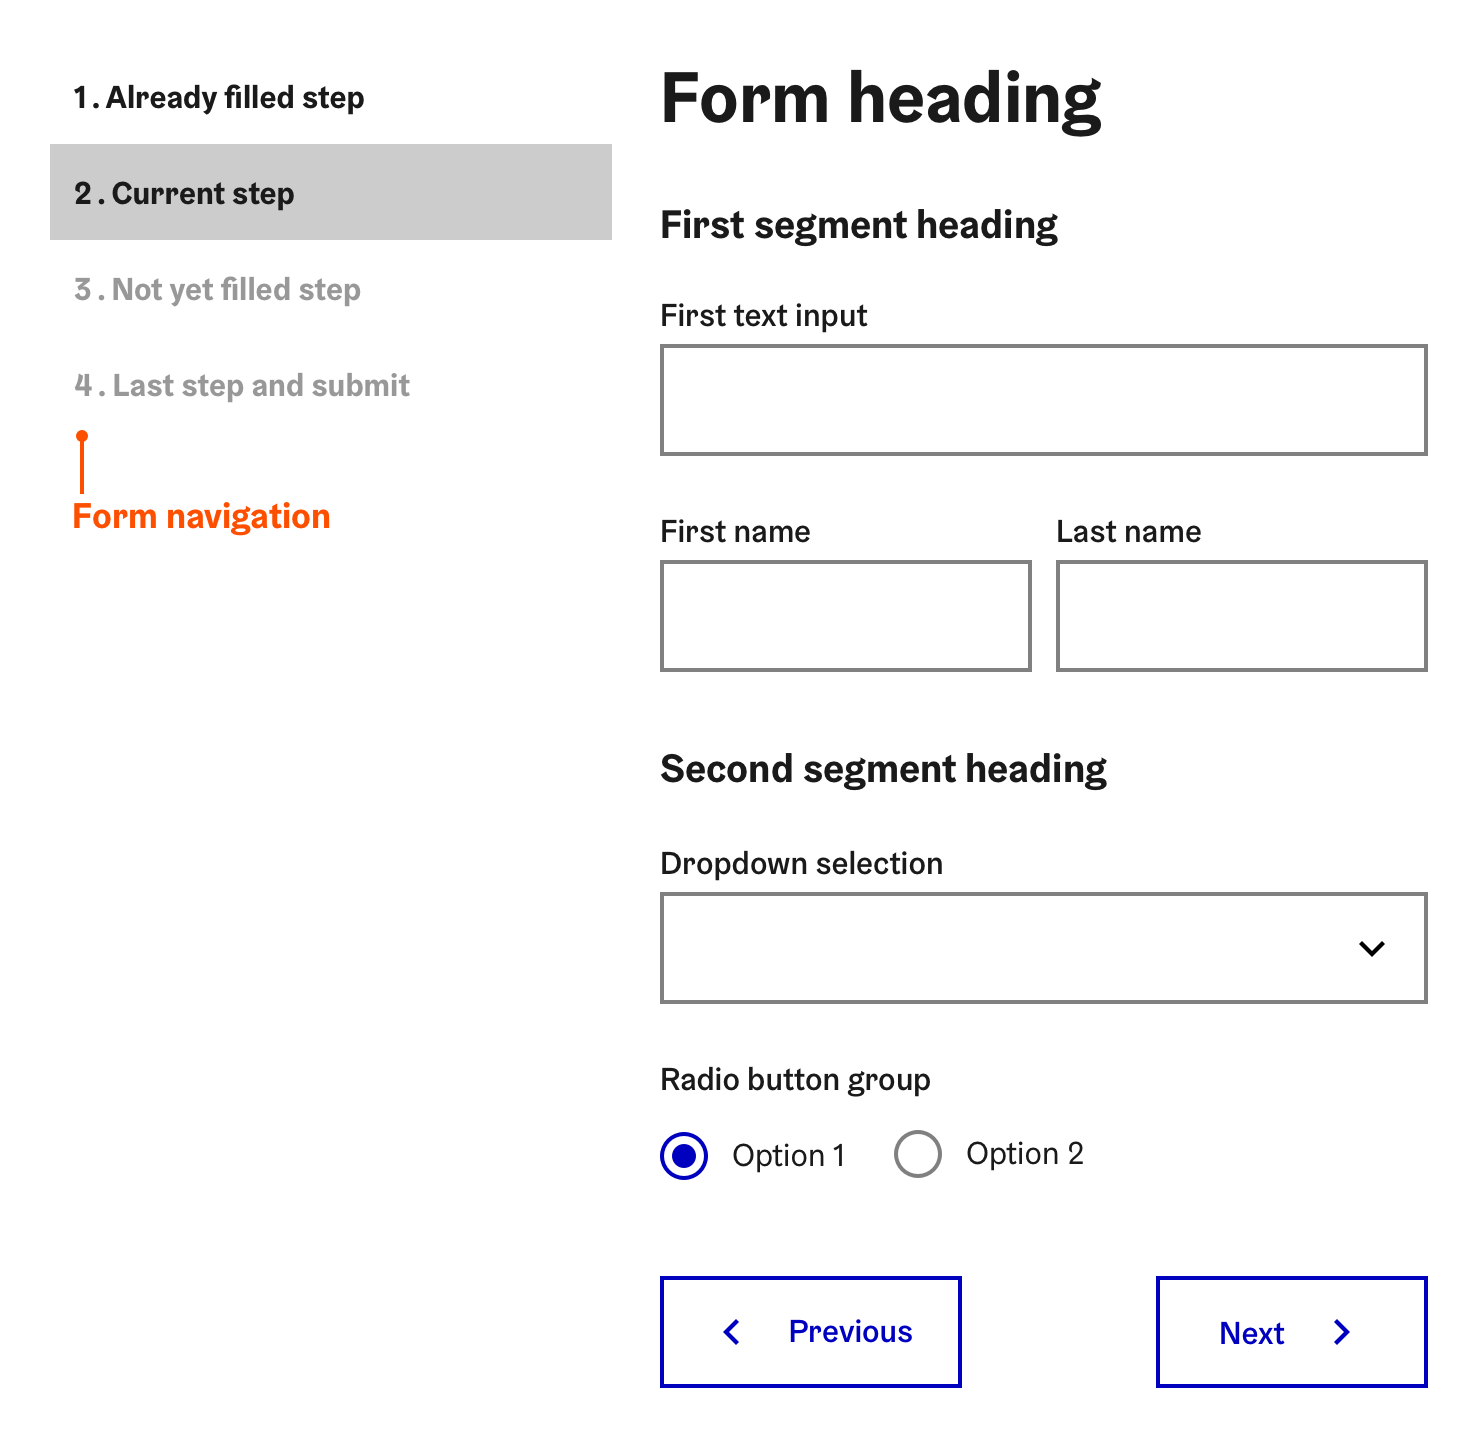 1. Already filled step
2. Current step
3. Not yet filled step
4. Last step and submit
Form navigation
Form heading
First segment heading
First text input
First name
Last name
Second segment heading
Dropdown selection
Radio button group
Option 1
Option 2
Previous
Next